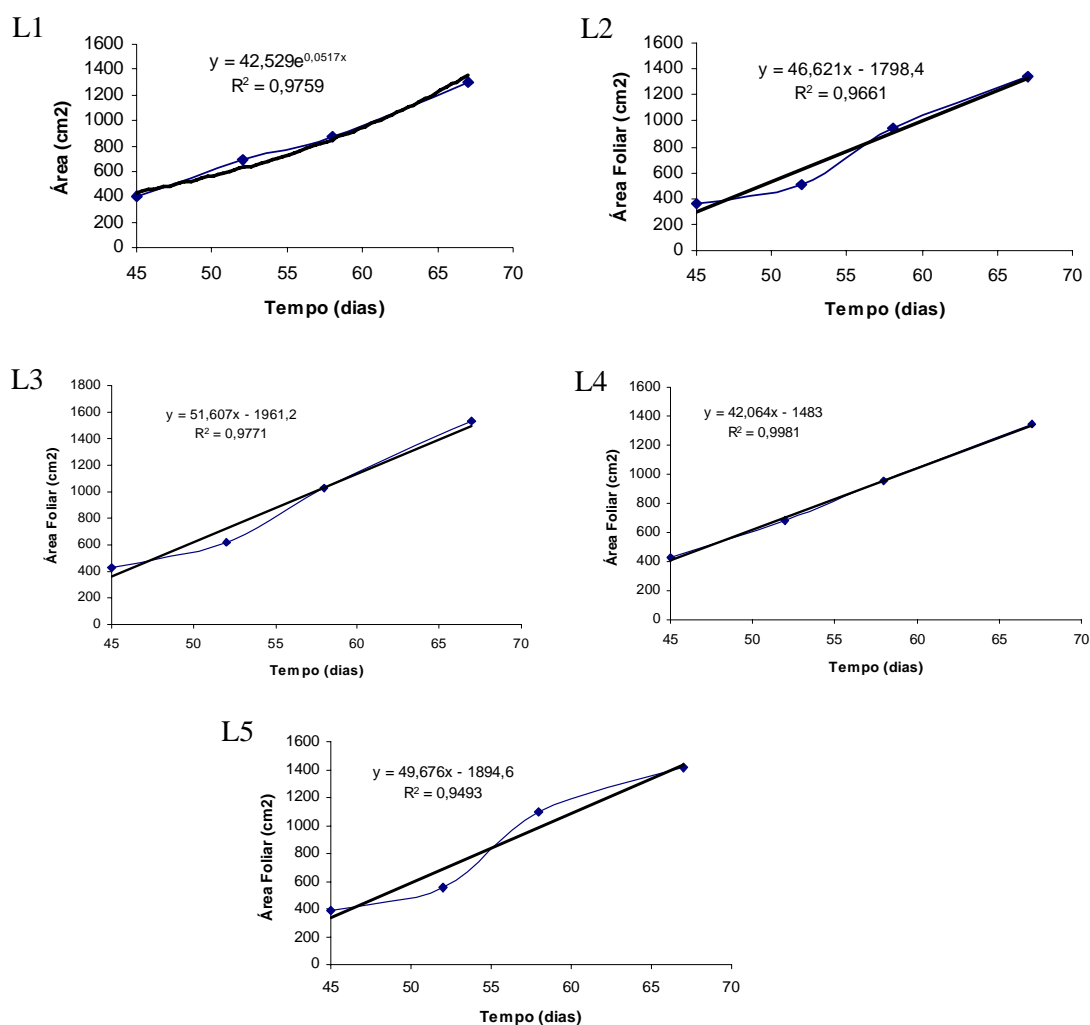 L1
y = 42,529e^0,0517x
R² = 0,9759
Área (cm2)
1600
1400
1200
1000
800
600
400
200
0
45 50 55 60 65 70
Tempo (dias)
L2
y = 46,621x - 1798,4
R² = 0,9661
Área Foliar (cm2)
1600
1400
1200
1000
800
600
400
200
0
45 50 55 60 65 70
Tempo (dias)
L3
y = 51,607x - 1961,2
R² = 0,9771
Área Foliar (cm2)
1800
1600
1400
1200
1000
800
600
400
200
0
45 50 55 60 65 70
Tempo (dias)
L4
y = 42,064x - 1483
R² = 0,9981
Área Foliar (cm2)
1600
1400
1200
1000
800
600
400
200
0
45 50 55 60 65 70
Tempo (dias)
L5
y = 49,676x - 1894,6
R² = 0,9493
Área Foliar (cm2)
1600
1400
1200
1000
800
600
400
200
0
45 50 55 60 65 70
Tempo (dias)